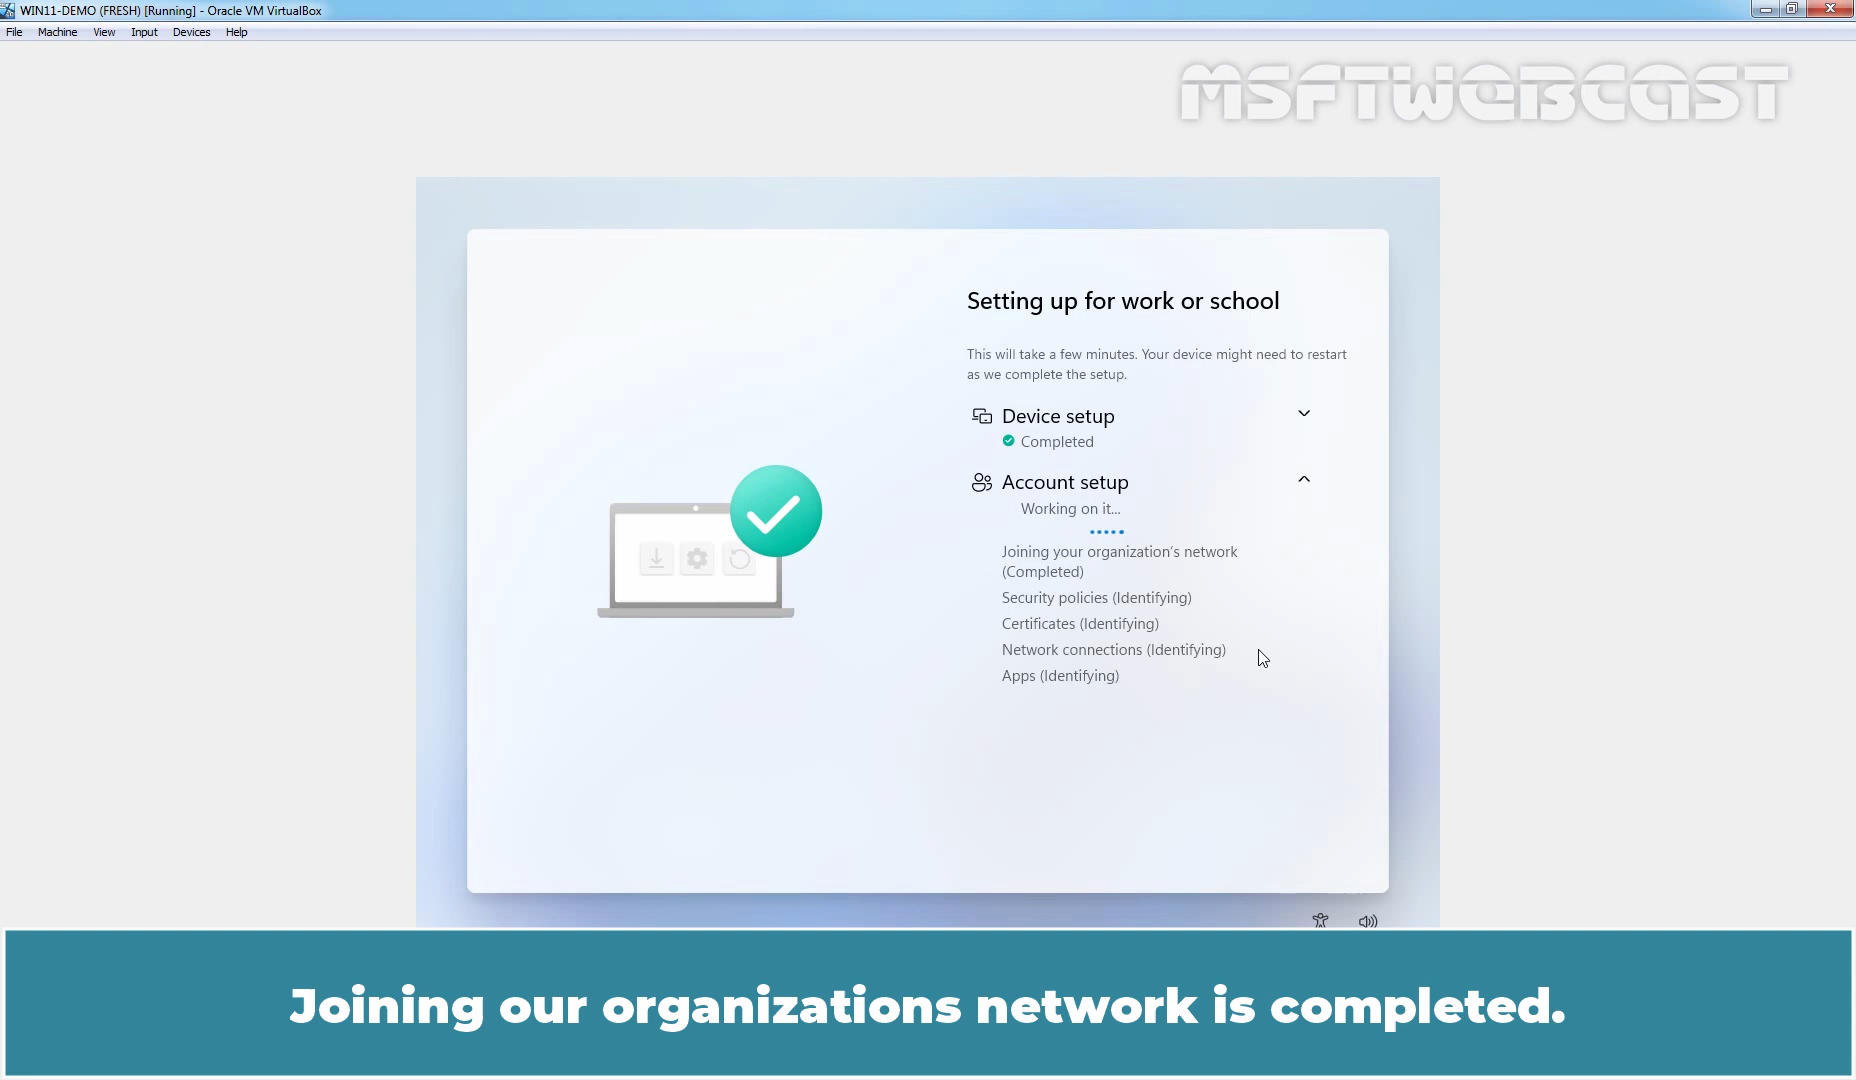 WIN11-DEMO (FRESH) [Running] - Oracle VM VirtualBox
File Machine View Input Devices Help
MSFTWEBCAST
Setting up for work or school
This will take a few minutes. Your device might need to restart
as we complete the setup.
Device setup
Completed
Account setup
Working on it...
Joining your organization's network
(Completed)
Security policies (Identifying)
Certificates (Identifying)
Network connections (Identifying)
Apps (Identifying)
Joining our organizations network is completed.